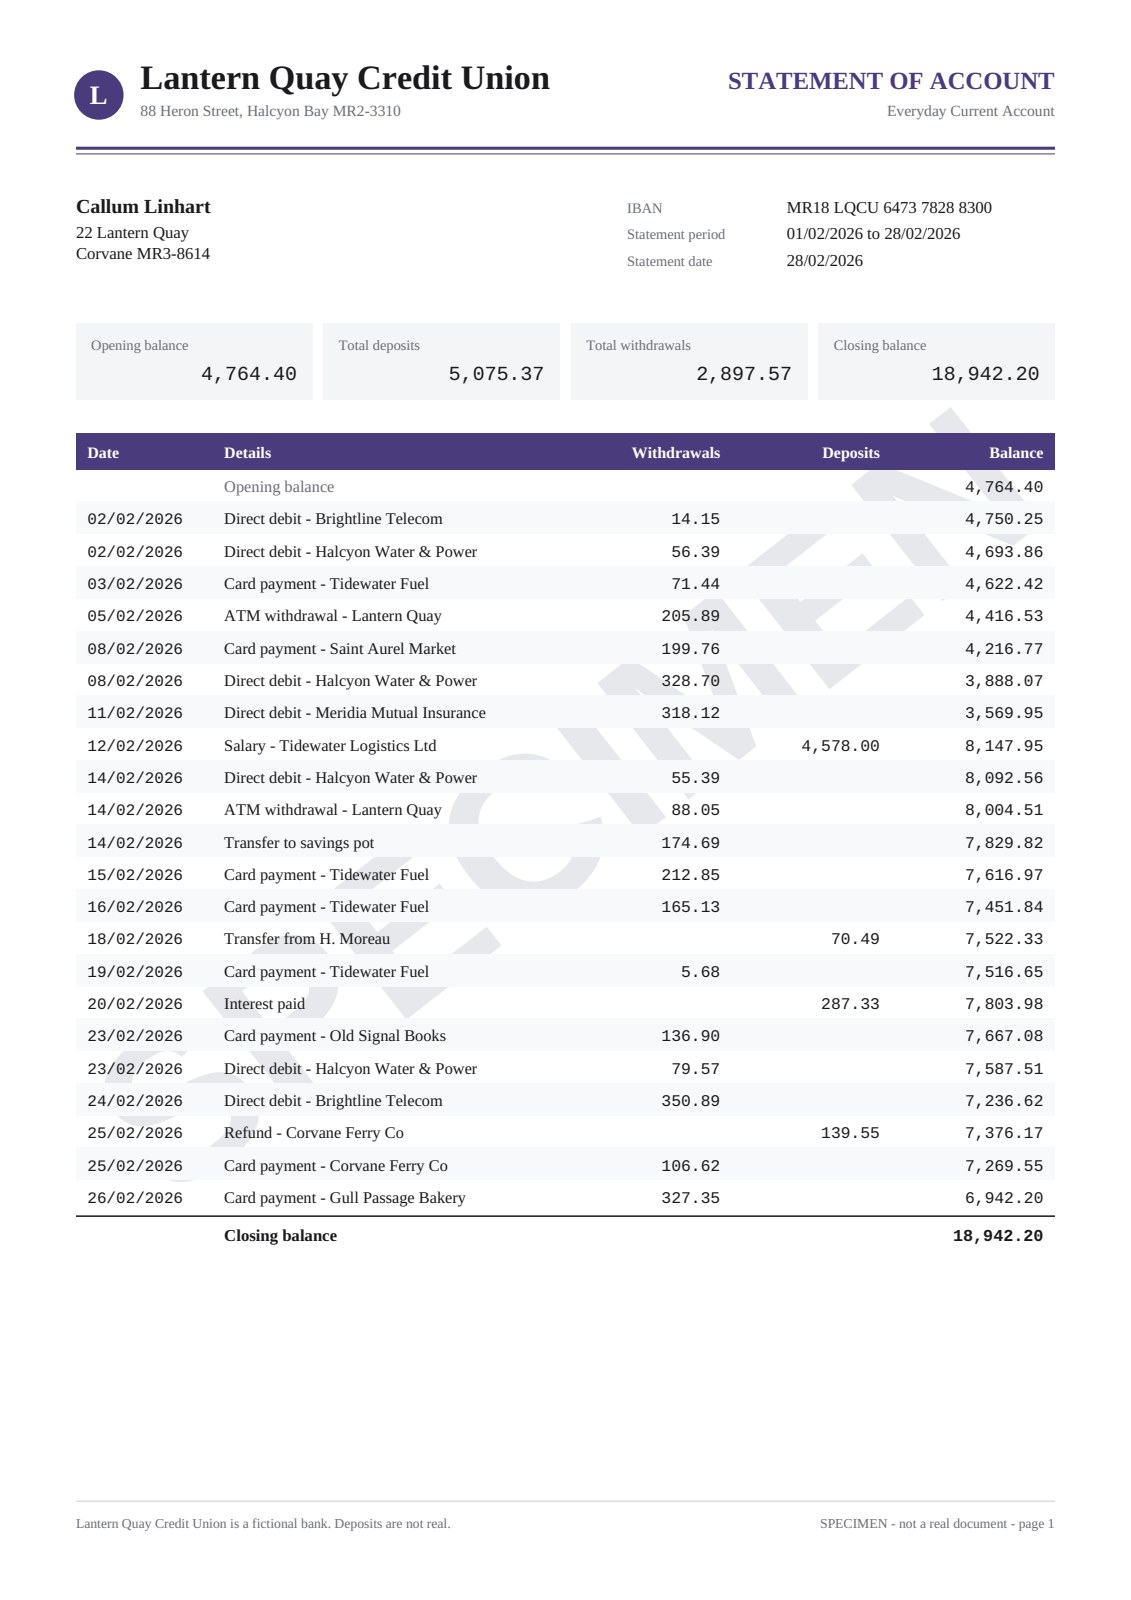 L
Lantern Quay Credit Union
88 Heron Street, Halcyon Bay MR2-3310
STATEMENT OF ACCOUNT
Everyday Current Account
Callum Linhart
22 Lantern Quay
Corvane MR3-8614
IBAN MR18 LQCU 6473 7828 8300
Statement period 01/02/2026 to 28/02/2026
Statement date 28/02/2026
Opening balance Total deposits Total withdrawals Closing balance
4,764.40 5,075.37 2,897.57 18,942.20
Date Details Withdrawals Deposits Balance
Opening balance 4,764.40
02/02/2026 Direct debit - Brightline Telecom 14.15 4,750.25
02/02/2026 Direct debit - Halcyon Water & Power 56.39 4,693.86
03/02/2026 Card payment - Tidewater Fuel 71.44 4,622.42
05/02/2026 ATM withdrawal - Lantern Quay 205.89 4,416.53
08/02/2026 Card payment - Saint Aurel Market 199.76 4,216.77
08/02/2026 Direct debit - Halcyon Water & Power 328.70 3,888.07
11/02/2026 Direct debit - Meridia Mutual Insurance 318.12 3,569.95
12/02/2026 Salary - Tidewater Logistics Ltd 4,578.00 8,147.95
14/02/2026 Direct debit - Halcyon Water & Power 55.39 8,092.56
14/02/2026 ATM withdrawal - Lantern Quay 88.05 8,004.51
14/02/2026 Transfer to savings pot 174.69 7,829.82
15/02/2026 Card payment - Tidewater Fuel 212.85 7,616.97
16/02/2026 Card payment - Tidewater Fuel 165.13 7,451.84
18/02/2026 Transfer from H. Moreau 70.49 7,522.33
19/02/2026 Card payment - Tidewater Fuel 5.68 7,516.65
20/02/2026 Interest paid 287.33 7,803.98
23/02/2026 Card payment - Old Signal Books 136.90 7,667.08
23/02/2026 Direct debit - Halcyon Water & Power 79.57 7,587.51
24/02/2026 Direct debit - Brightline Telecom 350.89 7,236.62
25/02/2026 Refund - Corvane Ferry Co 139.55 7,376.17
25/02/2026 Card payment - Corvane Ferry Co 106.62 7,269.55
26/02/2026 Card payment - Gull Passage Bakery 327.35 6,942.20
Closing balance 18,942.20
SPECIMEN
Lantern Quay Credit Union is a fictional bank. Deposits are not real.
SPECIMEN - not a real document - page 1